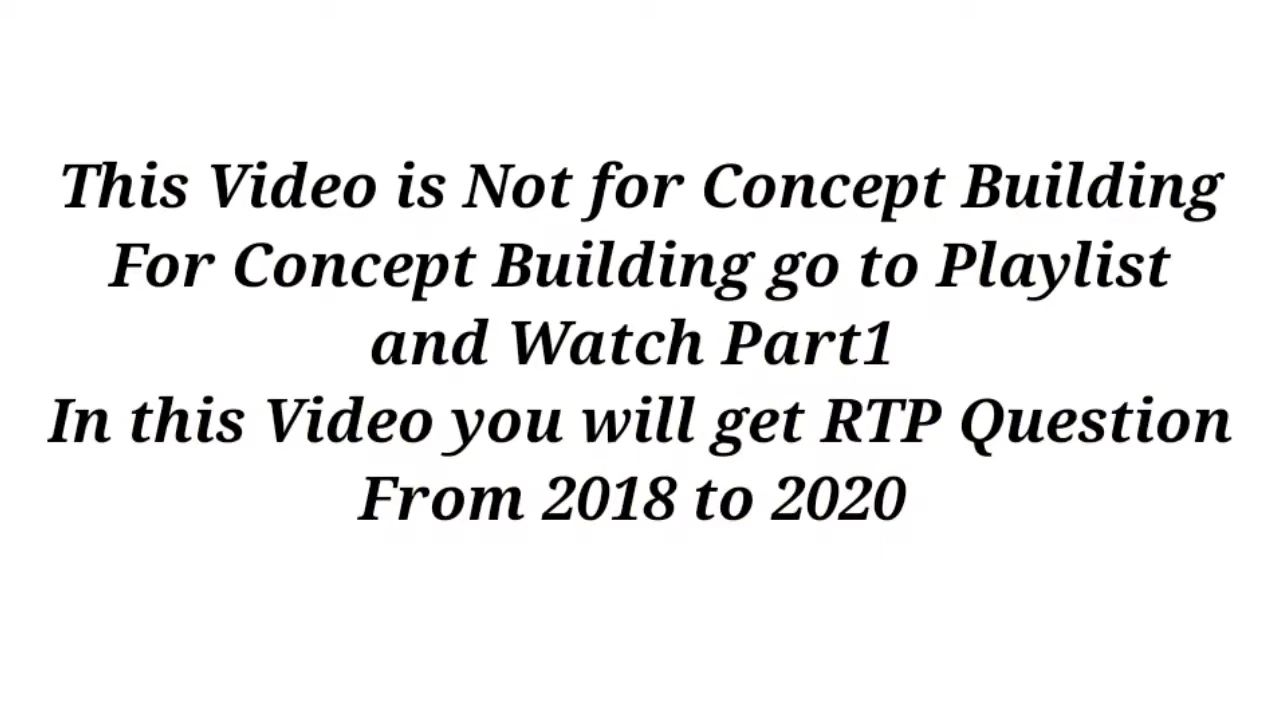 This Video is Not for Concept Building
For Concept Building go to Playlist
and Watch Part1
In this Video you will get RTP Question
From 2018 to 2020